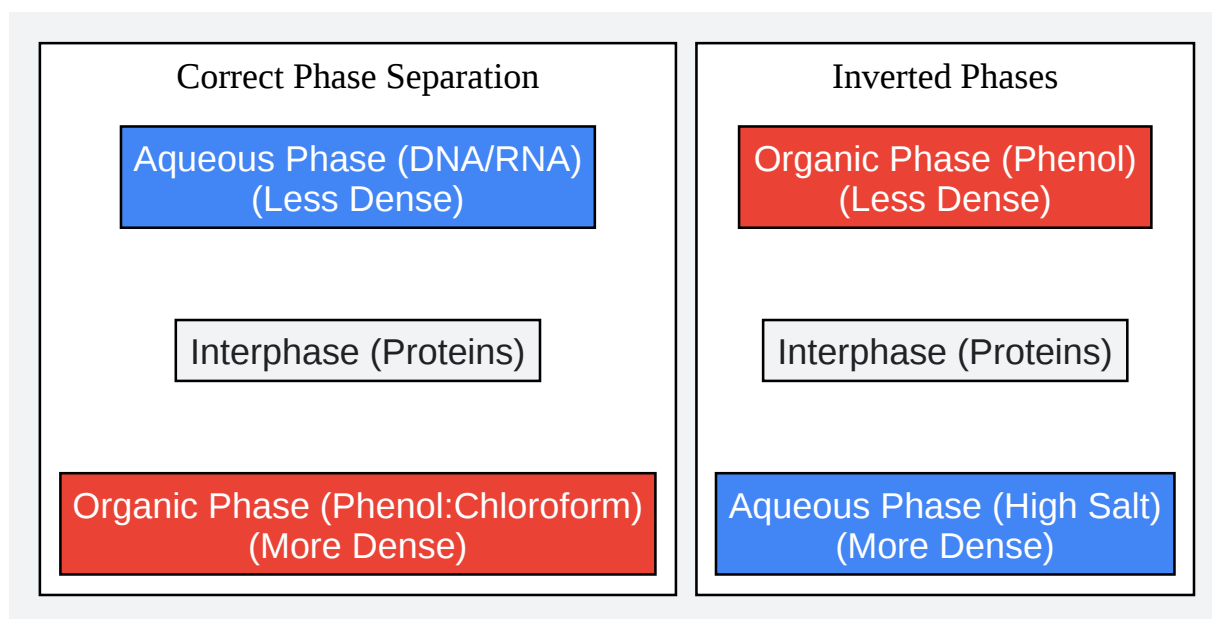 Correct Phase Separation
Aqueous Phase (DNA/RNA)
(Less Dense)
Interphase (Proteins)
Organic Phase (Phenol:Chloroform)
(More Dense)
Inverted Phases
Organic Phase (Phenol)
(Less Dense)
Interphase (Proteins)
Aqueous Phase (High Salt)
(More Dense)